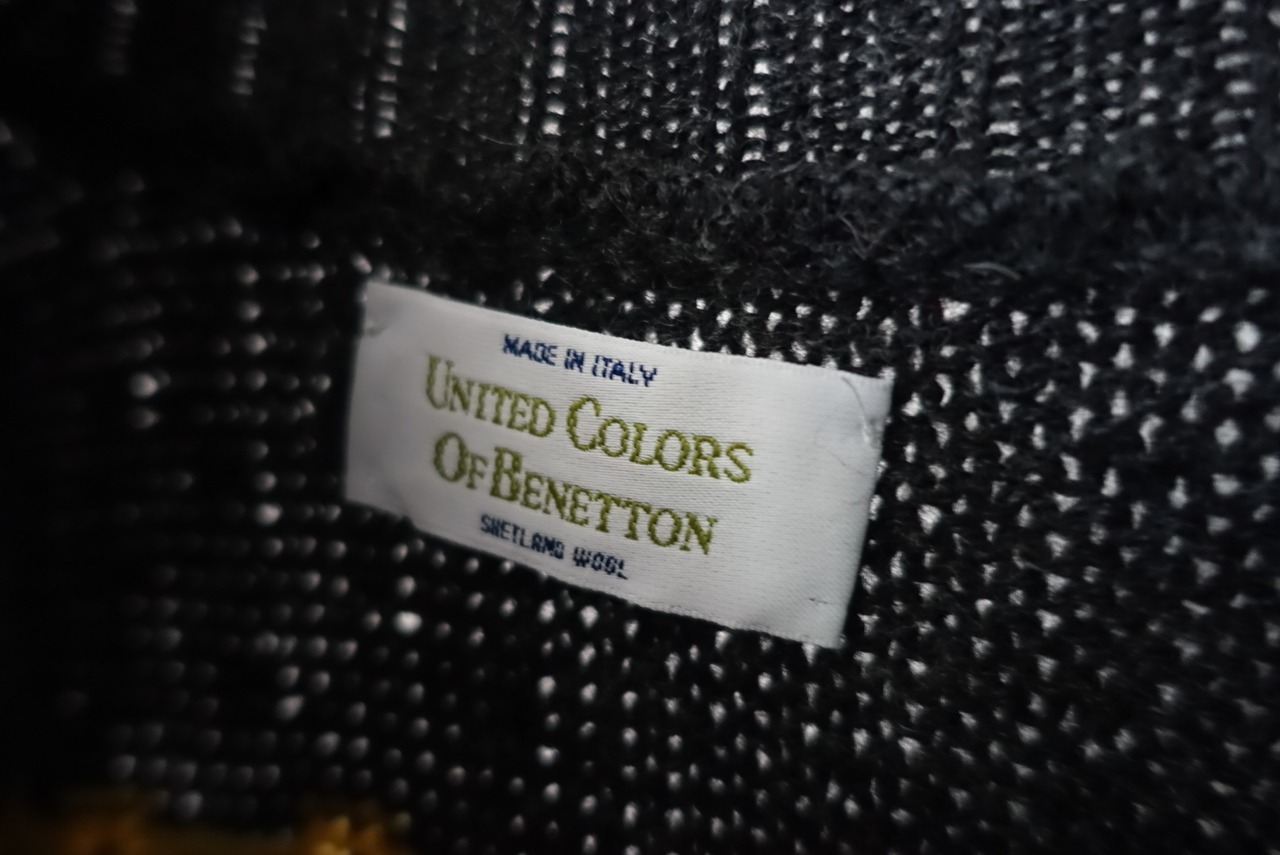 MADE IN ITALY
UNITED COLORS
OF BENETTON
SHETLAND WOOL